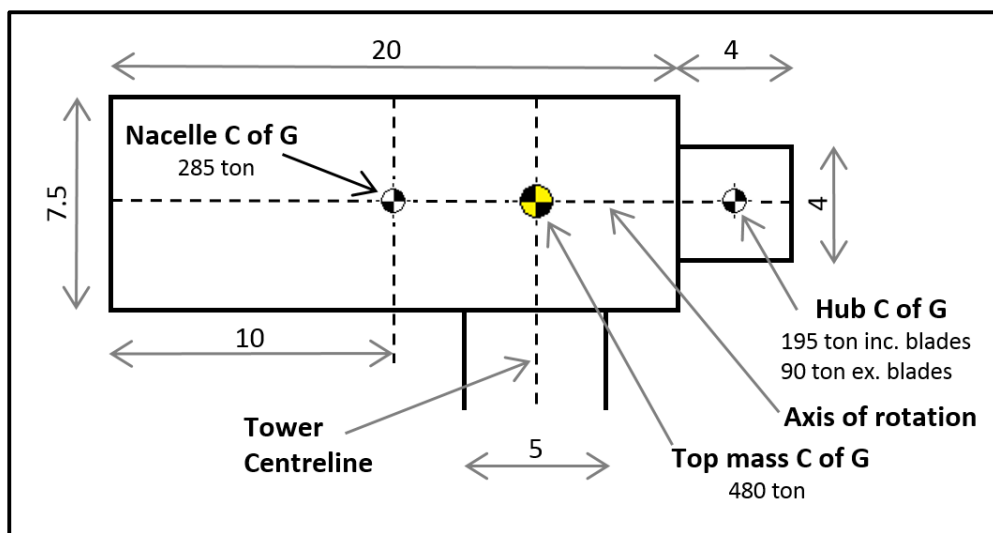 20
4
Nacelle C of G
285 ton
7.5
4
Hub C of G
195 ton inc. blades
90 ton ex. blades
10
Axis of rotation
Tower
Centreline
5
Top mass C of G
480 ton